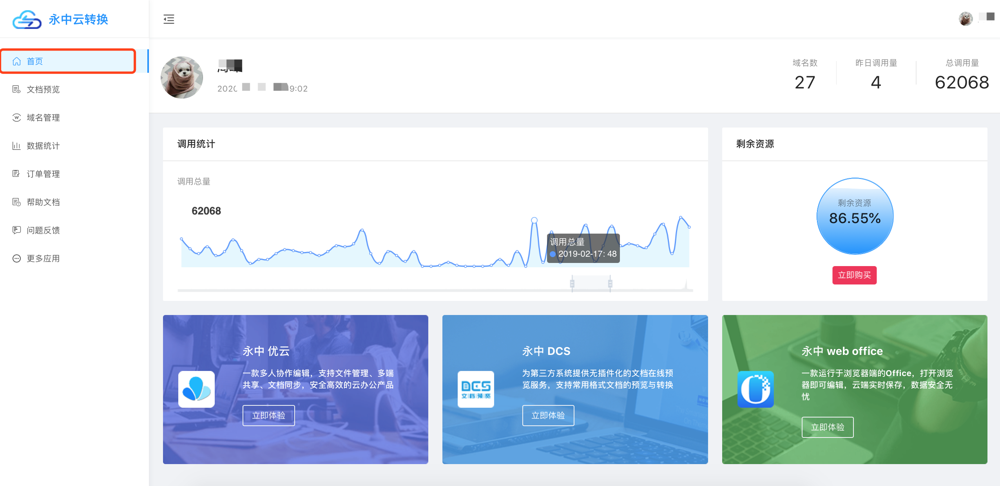 永中云转换
首页
文档预览
域名管理
数据统计
订单管理
帮助文档
问题反馈
更多应用
2020
9:02
域名数
27
昨日调用量
4
总调用量
62068
调用统计
调用总量
62068
调用总量
2019-02-17: 48
剩余资源
剩余资源
86.55%
立即购买
永中 优云
一款多人协作编辑，支持文件管理、多端
共享、文档同步，安全高效的云办公产品
立即体验
DCS
文档预览
永中 DCS
为第三方系统提供无插件化的文档在线预
览服务，支持常用格式文档的预览与转换
立即体验
永中 web office
一款运行于浏览器端的Office，打开浏览
器即可编辑，云端实时保存，数据安全无
忧
立即体验